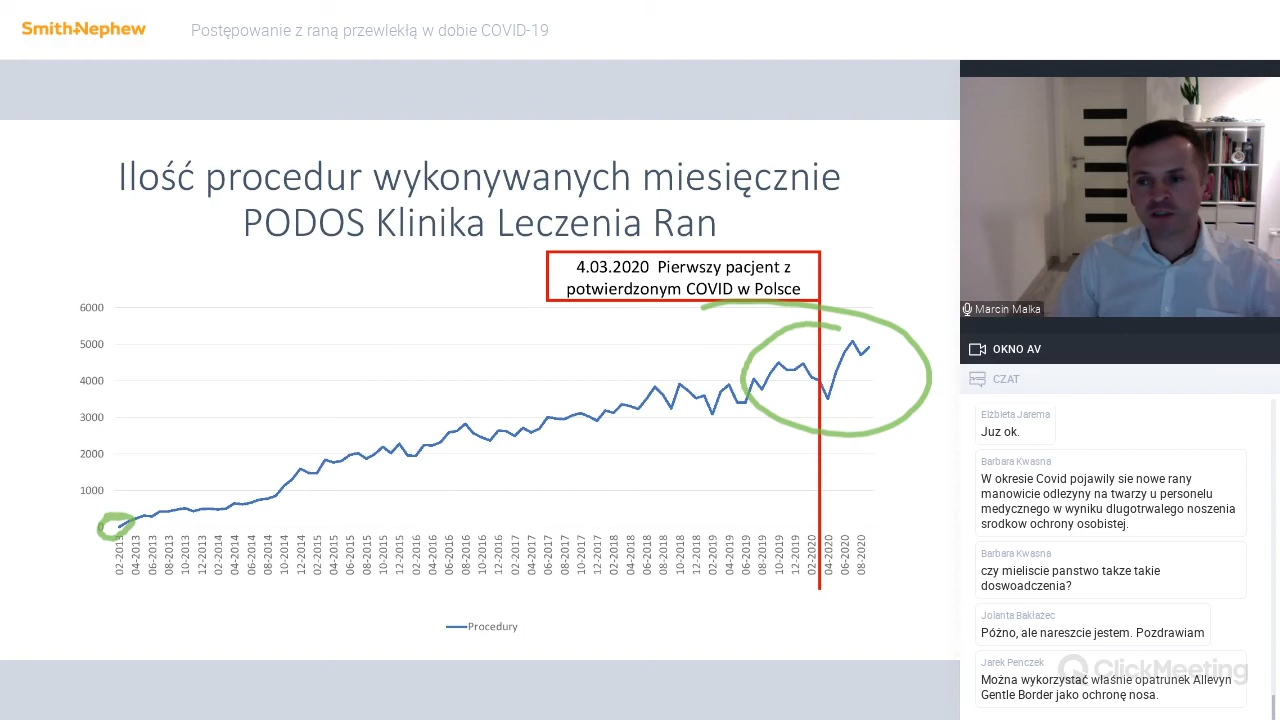 Smith+Nephew
Postępowanie z raną przewlekłą w dobie COVID-19
Ilość procedur wykonywanych miesięcznie
PODOS Klinika Leczenia Ran
4.03.2020 Pierwszy pacjent z
potwierdzonym COVID w Polsce
6000
5000
4000
3000
2000
1000
0
02-2013
04-2013
06-2013
08-2013
10-2013
12-2013
02-2014
04-2014
06-2014
08-2014
10-2014
12-2014
02-2015
04-2015
06-2015
08-2015
10-2015
12-2015
02-2016
04-2016
06-2016
08-2016
10-2016
12-2016
02-2017
04-2017
06-2017
08-2017
10-2017
12-2017
02-2018
04-2018
06-2018
08-2018
10-2018
12-2018
02-2019
04-2019
06-2019
08-2019
10-2019
12-2019
02-2020
04-2020
06-2020
08-2020
Procedury
Marcin Malka
OKNO AV
CZAT
Elżbieta Jarema
Juz ok.
Barbara Kwasna
W okresie Covid pojawily sie nowe rany
manowicie odlezyny na twarzy u personelu
medycznego w wyniku dlugotrwalego noszenia
srodkow ochrony osobistej.
Barbara Kwasna
czy mieliscie panstwo takze takie
doswoadczenia?
Jolanta Bakłażec
Późno, ale nareszcie jestem. Pozdrawiam
Jarek Penczek
ClickMeeting
Można wykorzystać właśnie opatrunek Allevyn
Gentle Border jako ochronę nosa.